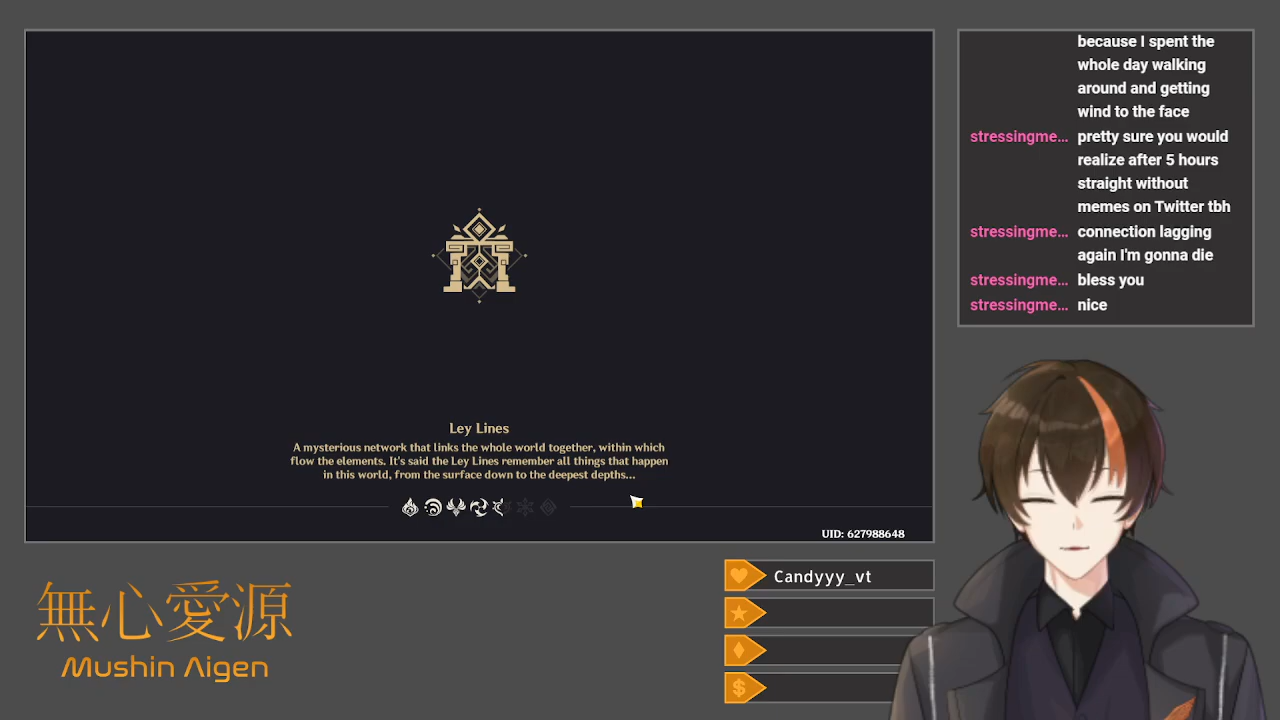 because I spent the
whole day walking
around and getting
wind to the face
stressingme... pretty sure you would
realize after 5 hours
straight without
memes on Twitter tbh
stressingme... connection lagging
again I'm gonna die
stressingme... bless you
stressingme... nice
Ley Lines
A mysterious network that links the whole world together, within which
flow the elements. It's said the Ley Lines remember all things that happen
in this world, from the surface down to the deepest depths...
UID: 627988648
Candyyy_vt
$
無心愛源
Mushin Aigen